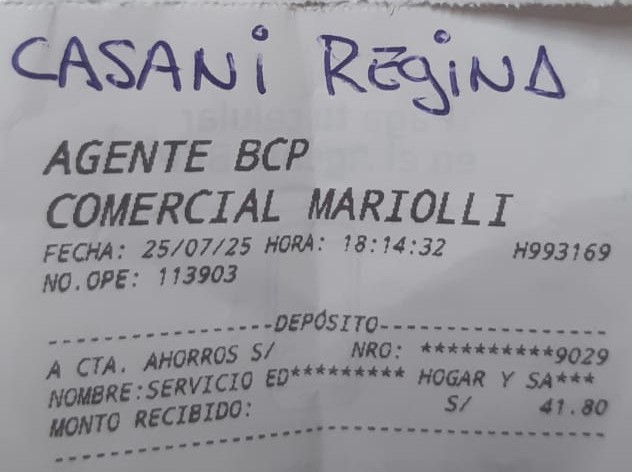 CASANi REgiNA
AGENTE BCP
COMERCIAL MARIOLLI
FECHA: 25/07/25 HORA: 18:14:32 H993169
NO.OPE: 113903
--------------DEPÓSITO----------------------
A CTA. AHORROS S/ NRO: **********9029
NOMBRE:SERVICIO ED********* HOGAR Y SA***
MONTO RECIBIDO: S/ 41.80
--------------------------------------------